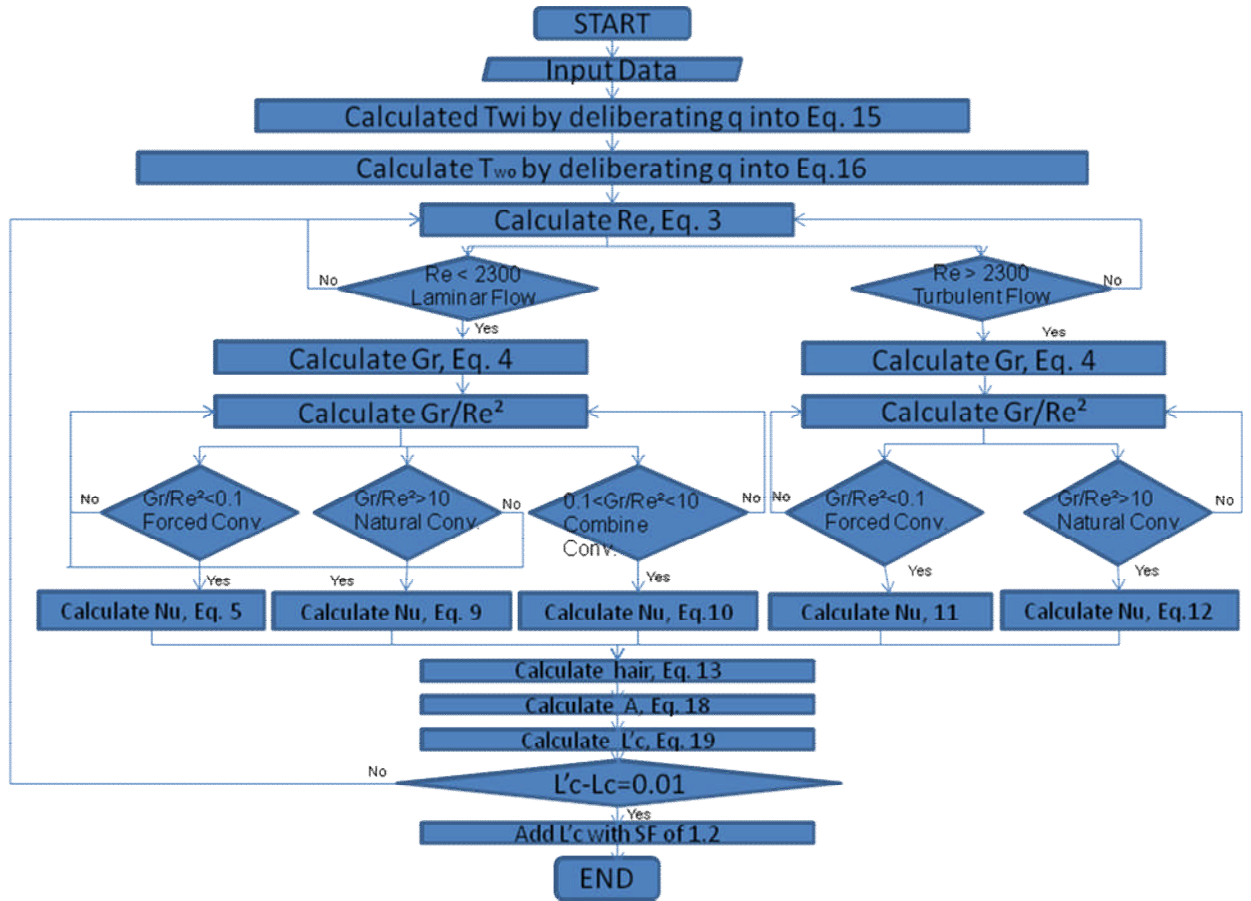 START
Input Data
Calculated Twi by deliberating q into Eq. 15
Calculate Two by deliberating q into Eq.16
Calculate Re, Eq. 3
No
Re < 2300
Laminar Flow
Re > 2300
Turbulent Flow
No
Yes
Yes
Calculate Gr, Eq. 4
Calculate Gr, Eq. 4
Calculate Gr/Re²
Calculate Gr/Re²
No
Gr/Re²<0.1
Forced Conv.
Gr/Re²>10
Natural Conv.
No
0.1<Gr/Re²<10
Combine
Conv.
No
No
Gr/Re²<0.1
Forced Conv.
Gr/Re²>10
Natural Conv.
No
Yes
Yes
Yes
Yes
Yes
Calculate Nu, Eq. 5
Calculate Nu, Eq. 9
Calculate Nu, Eq.10
Calculate Nu, 11
Calculate Nu, Eq.12
Calculate hair, Eq. 13
Calculate A, Eq. 18
Calculate L'c, Eq. 19
No
L'c-Lc=0.01
Yes
Add L'c with SF of 1.2
END